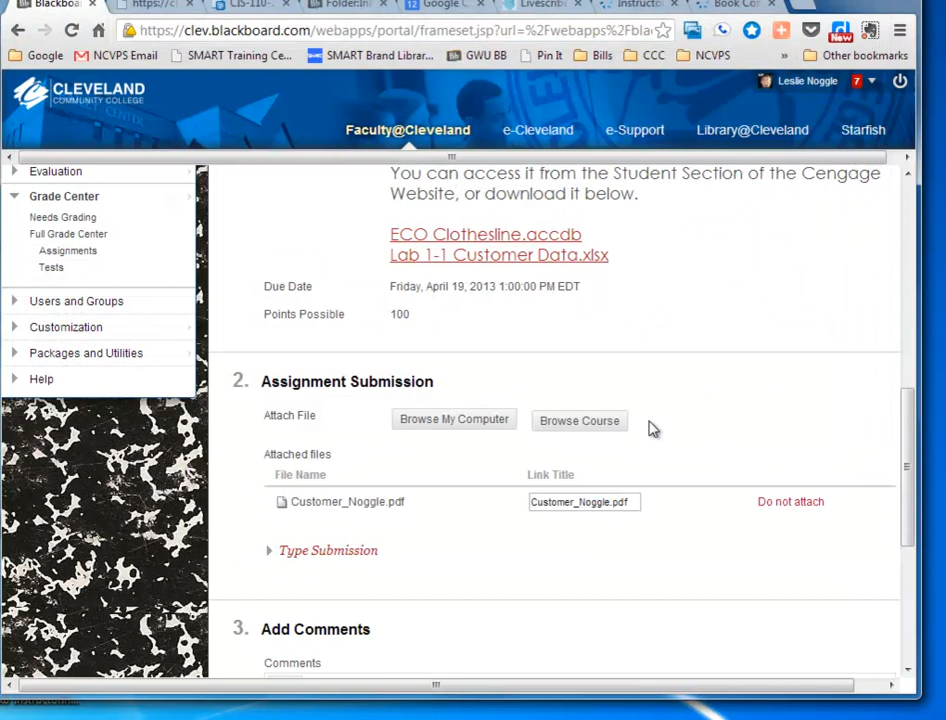 Blackboa
https://cl
CIS-110-
Folder:In
Google C
Livescrib
Instructor
Book Cor
https://clev.blackboard.com/webapps/portal/frameset.jsp?url=%2Fwebapps%2Fbla
Google
NCVPS Email
SMART Training Ce...
SMART Brand Librar...
GWU BB
Pin It
Bills
CCC
NCVPS
»
Other bookmarks
New
CLEVELAND
COMMUNITY COLLEGE
Leslie Noggle 7
Faculty@Cleveland
e-Cleveland
e-Support
Library@Cleveland
Starfish
Evaluation
Grade Center
Needs Grading
Full Grade Center
Assignments
Tests
Users and Groups
Customization
Packages and Utilities
Help
You can access it from the Student Section of the Cengage
Website, or download it below.
ECO Clothesline.accdb
Lab 1-1 Customer Data.xlsx
Due Date Friday, April 19, 2013 1:00:00 PM EDT
Points Possible 100
2. Assignment Submission
Attach File Browse My Computer Browse Course
Attached files
File Name Link Title
Customer_Noggle.pdf Customer_Noggle.pdf Do not attach
Type Submission
3. Add Comments
Comments